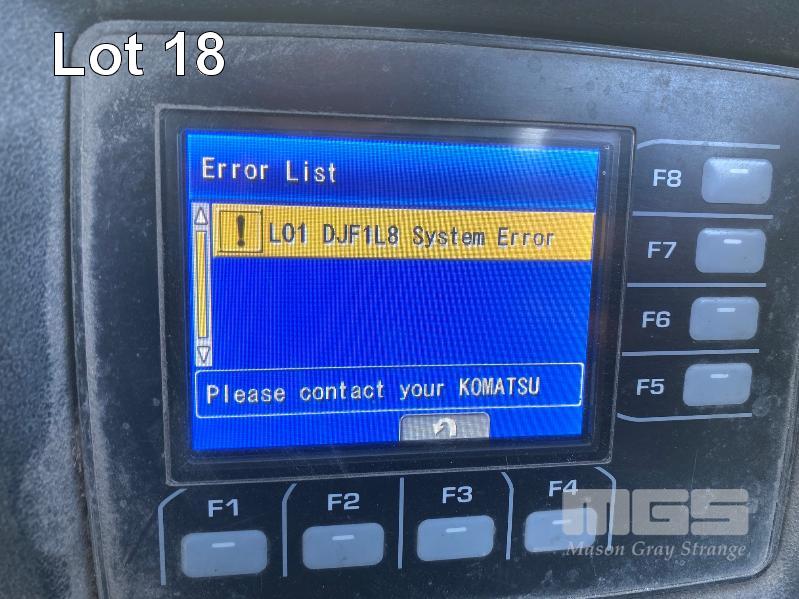 Lot 18
Error List
! L01 DJF1L8 System Error
Please contact your KOMATSU
F8
F7
F6
F5
F1 F2 F3 F4
MGS
Mason Gray Strange